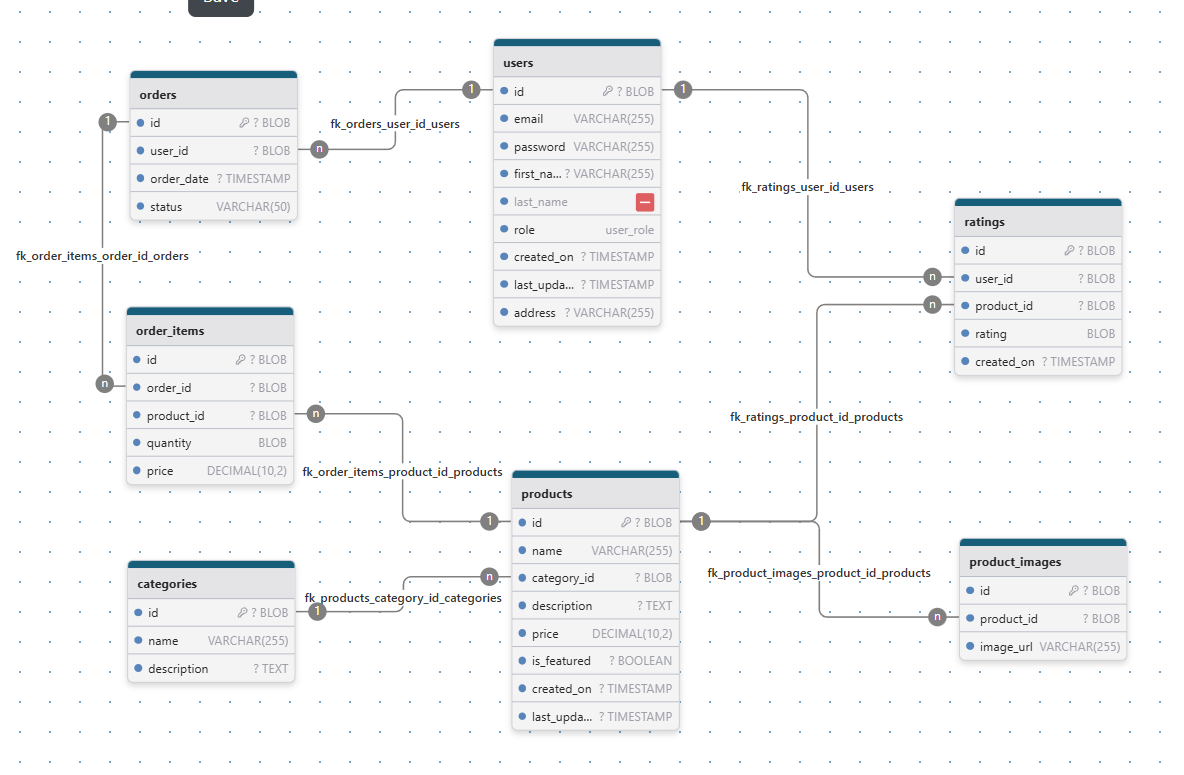 Save
users
id ? BLOB
email VARCHAR(255)
password VARCHAR(255)
first_na... ? VARCHAR(255)
last_name
role user_role
created_on ? TIMESTAMP
last_upda... ? TIMESTAMP
address ? VARCHAR(255)
orders
id ? BLOB
user_id ? BLOB
order_date ? TIMESTAMP
status VARCHAR(50)
1
n
fk_orders_user_id_users
1
1
fk_ratings_user_id_users
n
n
ratings
id ? BLOB
user_id ? BLOB
product_id ? BLOB
rating BLOB
created_on ? TIMESTAMP
fk_order_items_order_id_orders
n
order_items
id ? BLOB
order_id ? BLOB
product_id ? BLOB
quantity BLOB
price DECIMAL(10,2)
n
fk_ratings_product_id_products
fk_order_items_product_id_products
1
products
id ? BLOB
name VARCHAR(255)
category_id ? BLOB
description ? TEXT
price DECIMAL(10,2)
is_featured ? BOOLEAN
created_on ? TIMESTAMP
last_upda... ? TIMESTAMP
1
n
categories
id ? BLOB
name VARCHAR(255)
description ? TEXT
fk_products_category_id_categories
1
fk_product_images_product_id_products
n
product_images
id ? BLOB
product_id ? BLOB
image_url VARCHAR(255)